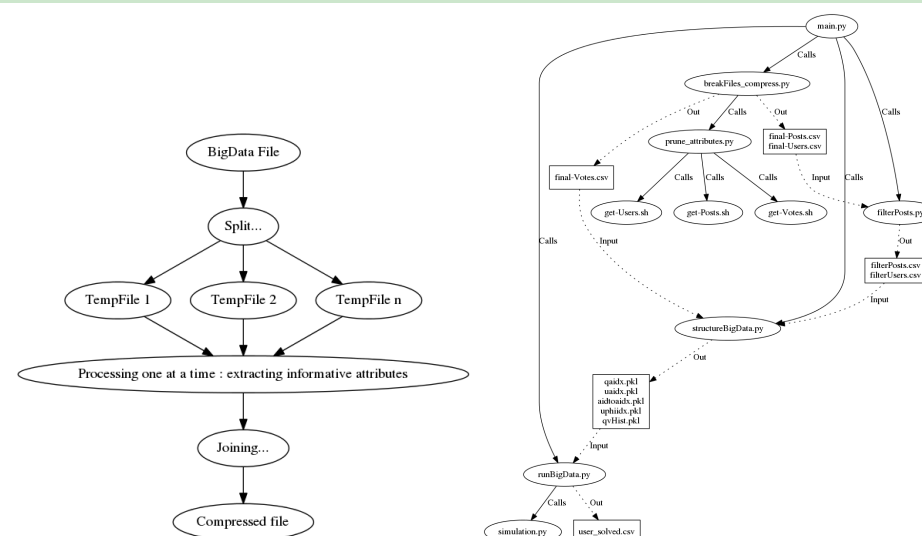 BigData File
Split...
TempFile 1
TempFile 2
TempFile n
Processing one at a time : extracting informative attributes
Joining...
Compressed file
main.py
Calls
breakFiles_compress.py
Out
Calls
Out
Calls
final-Posts.csv
final-Users.csv
prune_attributes.py
final-Votes.csv
Calls
Calls
Calls
Input
Calls
get-Users.sh
get-Posts.sh
get-Votes.sh
filterPosts.py
Calls
Input
Out
filterPosts.csv
filterUsers.csv
Input
structureBigData.py
Out
qaidx.pkl
uaidx.pkl
aidtoaidx.pkl
uphiidx.pkl
qvHist.pkl
Input
runBigData.py
Calls
Out
simulation.py
user_solved.csv